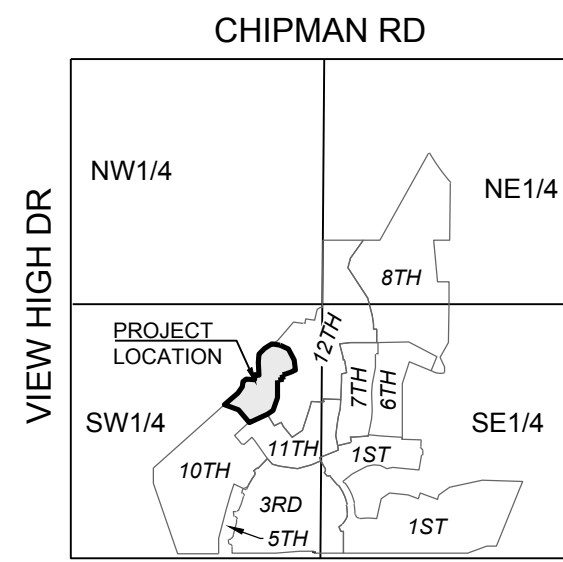 CHIPMAN RD
VIEW HIGH DR
NW1/4
NE1/4
8TH
PROJECT
LOCATION
12TH
7TH
6TH
SW1/4
SE1/4
11TH
1ST
10TH
3RD
5TH
1ST